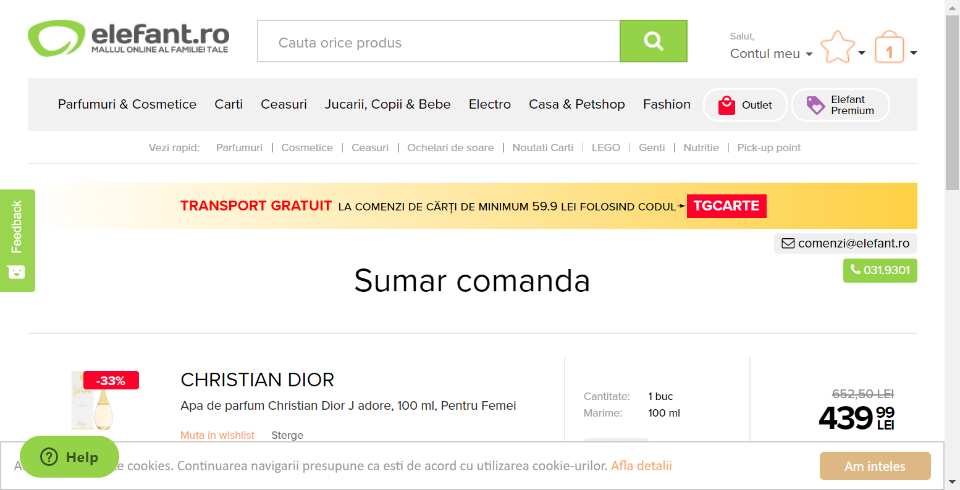 elefant.ro
MALLUL ONLINE AL FAMILIEI TALE
Cauta orice produs
Salut,
Contul meu
1
Parfumuri & Cosmetice Carti Ceasuri Jucarii, Copii & Bebe Electro Casa & Petshop Fashion Outlet Elefant Premium
Vezi rapid: Parfumuri | Cosmetice | Ceasuri | Ochelari de soare | Noutati Carti | LEGO | Genti | Nutritie | Pick-up point
Feedback
TRANSPORT GRATUIT LA COMENZI DE CĂRȚI DE MINIMUM 59.9 LEI FOLOSIND CODUL TGCARTE
comenzi@elefant.ro
031.9301
Sumar comanda
-33%
CHRISTIAN DIOR
Apa de parfum Christian Dior J adore, 100 ml, Pentru Femei
Muta in wishlist Sterge
Cantitate: 1 buc
Marime: 100 ml
652,50 LEI
439 99 LEI
Help
cookies. Continuarea navigarii presupune ca esti de acord cu utilizarea cookie-urilor. Afla detalii
Am inteles